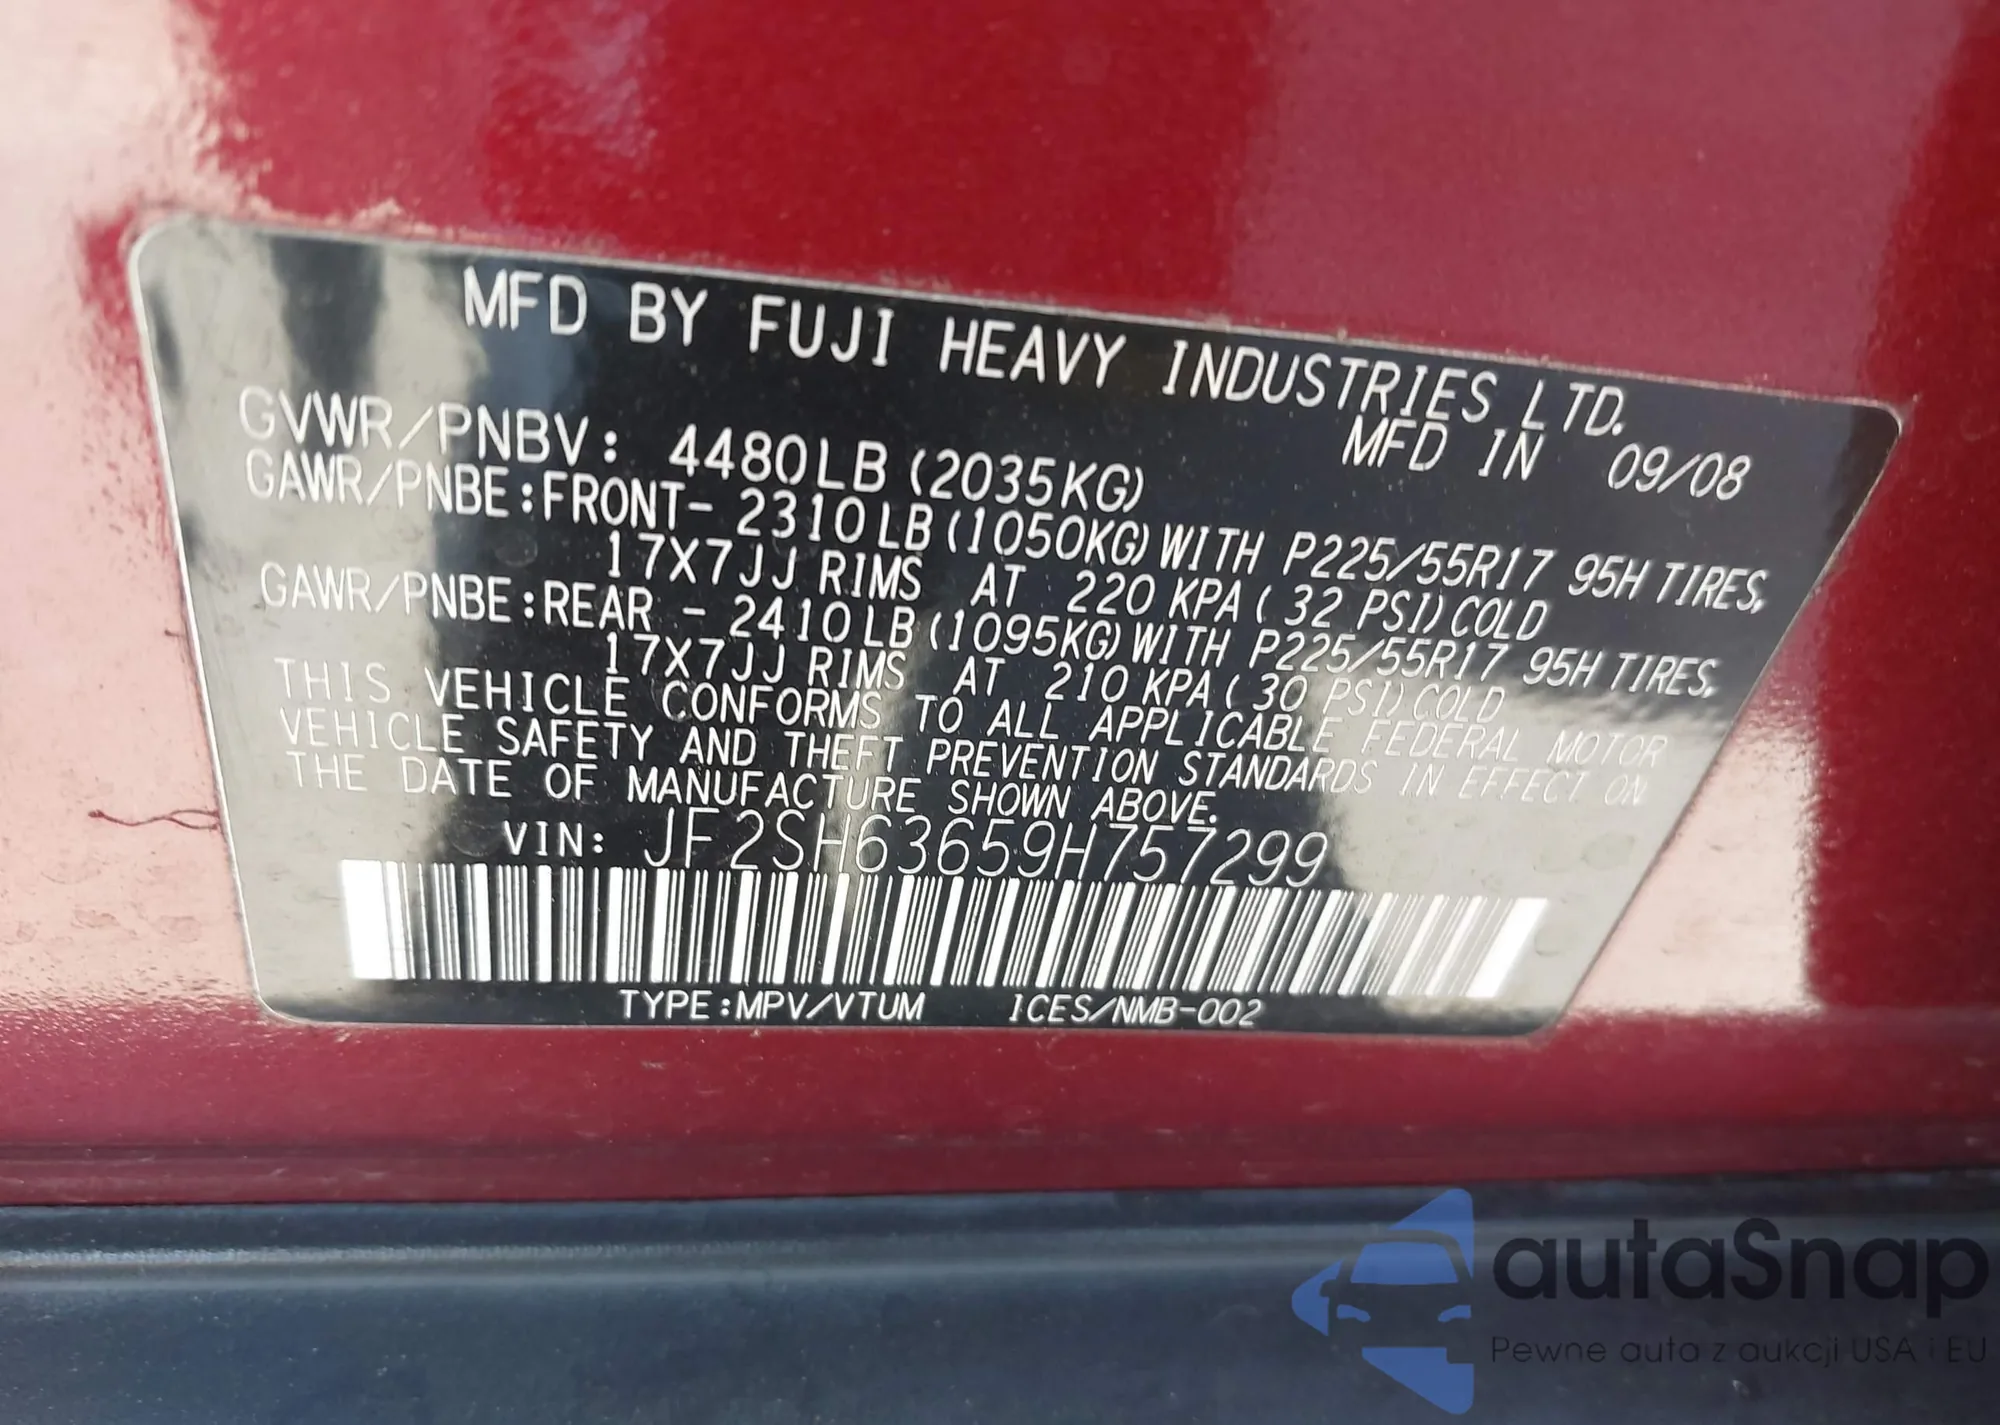 MFD BY FUJI HEAVY INDUSTRIES LTD.
MFD IN 09/08
GVWR/PNBV: 4480LB (2035KG)
GAWR/PNBE:FRONT- 2310LB (1050KG) WITH P225/55R17 95H TIRES,
17X7JJ RIMS AT 220 KPA ( 32 PSI) COLD
GAWR/PNBE:REAR - 2410LB (1095KG) WITH P225/55R17 95H TIRES,
17X7JJ RIMS AT 210 KPA ( 30 PSI) COLD
THIS VEHICLE CONFORMS TO ALL APPLICABLE FEDERAL MOTOR
VEHICLE SAFETY AND THEFT PREVENTION STANDARDS IN EFFECT ON
THE DATE OF MANUFACTURE SHOWN ABOVE.
VIN: JF2SH63659H757299
TYPE:MPV/VTUM ICES/NMB-002
autaSnap
Pewne auta z aukcji USA i EU